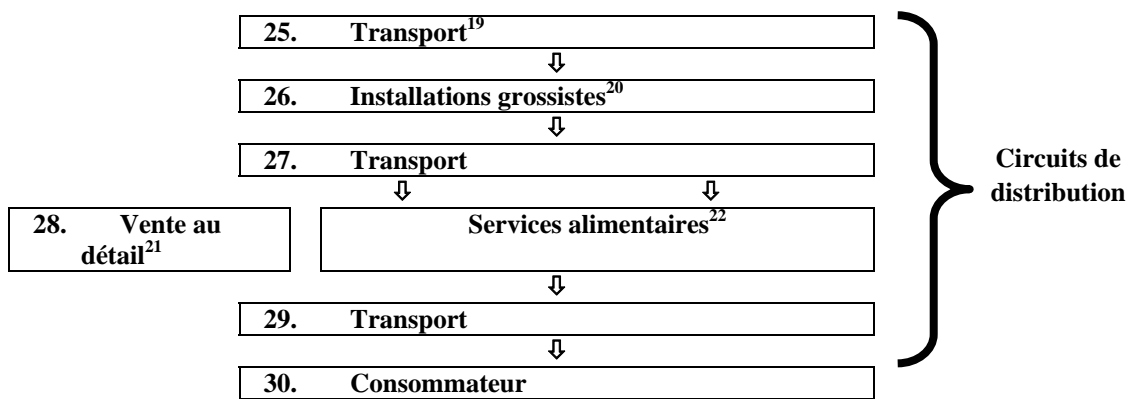 25. Transport19
26. Installations grossistes20
27. Transport
28. Vente au
détail21
Services alimentaires22
29. Transport
30. Consommateur
Circuits de
distribution